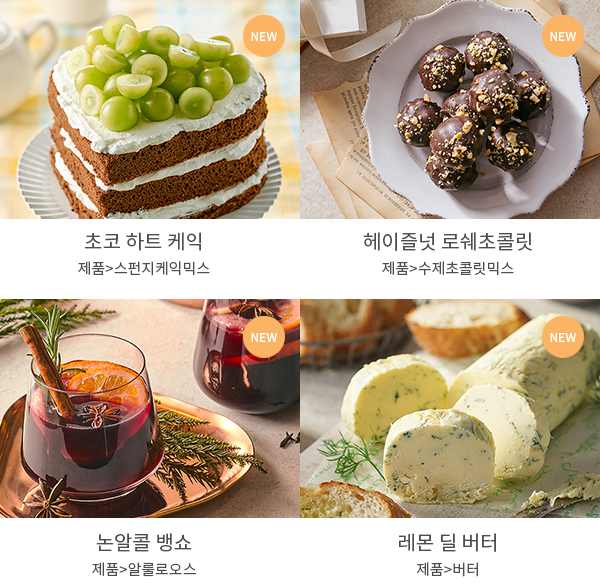 NEW
NEW
초코 하트 케익
헤이즐넛 로쉐초콜릿
제품>스펀지케익믹스
제품>수제초콜릿믹스
NEW
NEW
논알콜 뱅쇼
레몬 딜 버터
제품>알룰로오스
제품>버터